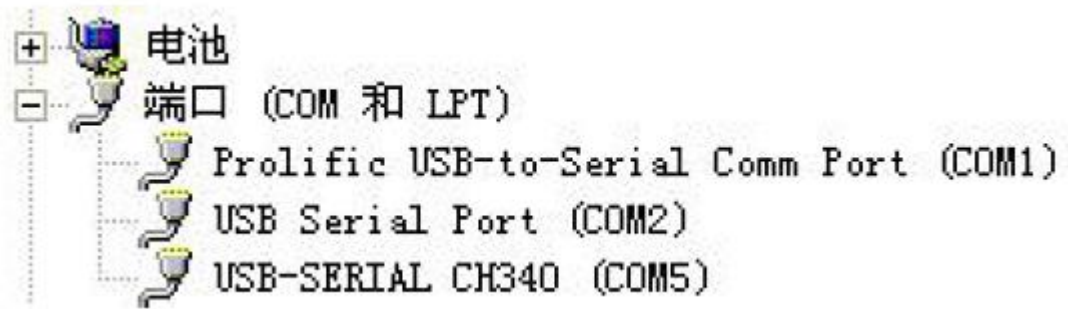 电池
端口 (COM 和 LPT)
Prolific USB-to-Serial Comm Port (COM1)
USB Serial Port (COM2)
USB-SERIAL CH340 (COM5)